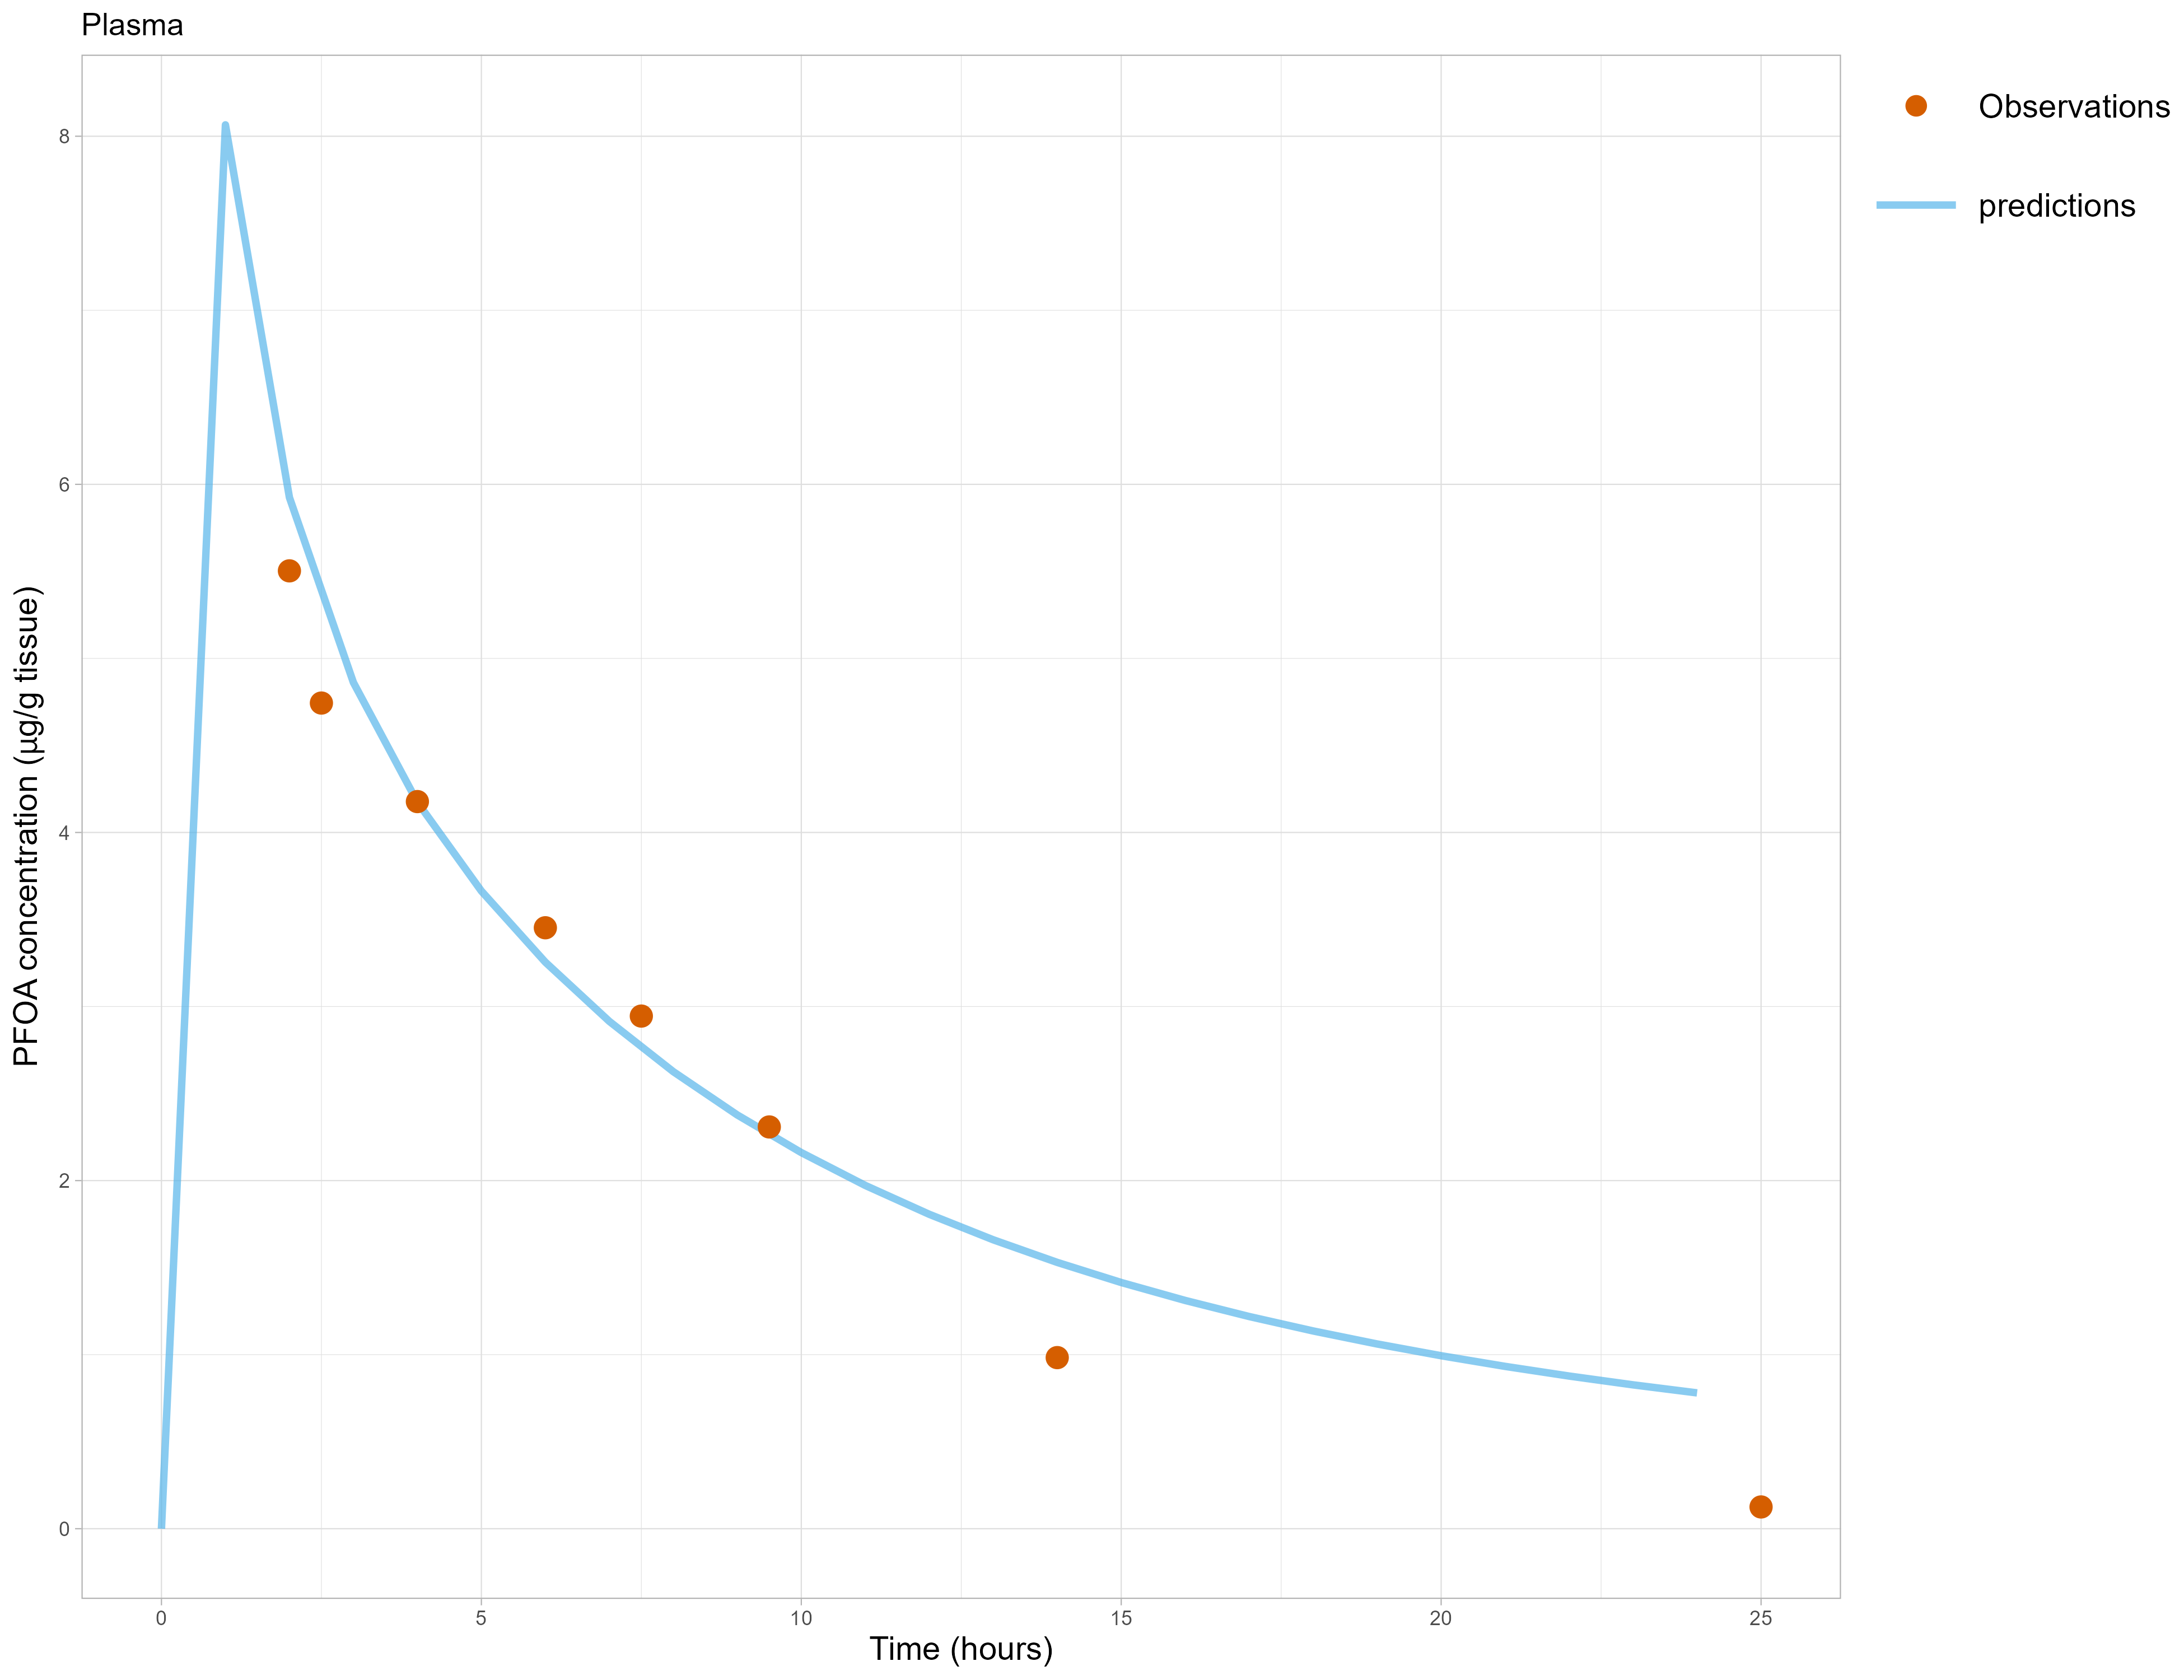 Plasma
Observations
predictions
PFOA concentration (µg/g tissue)
8
6
4
2
0
0 5 10 15 20 25
Time (hours)